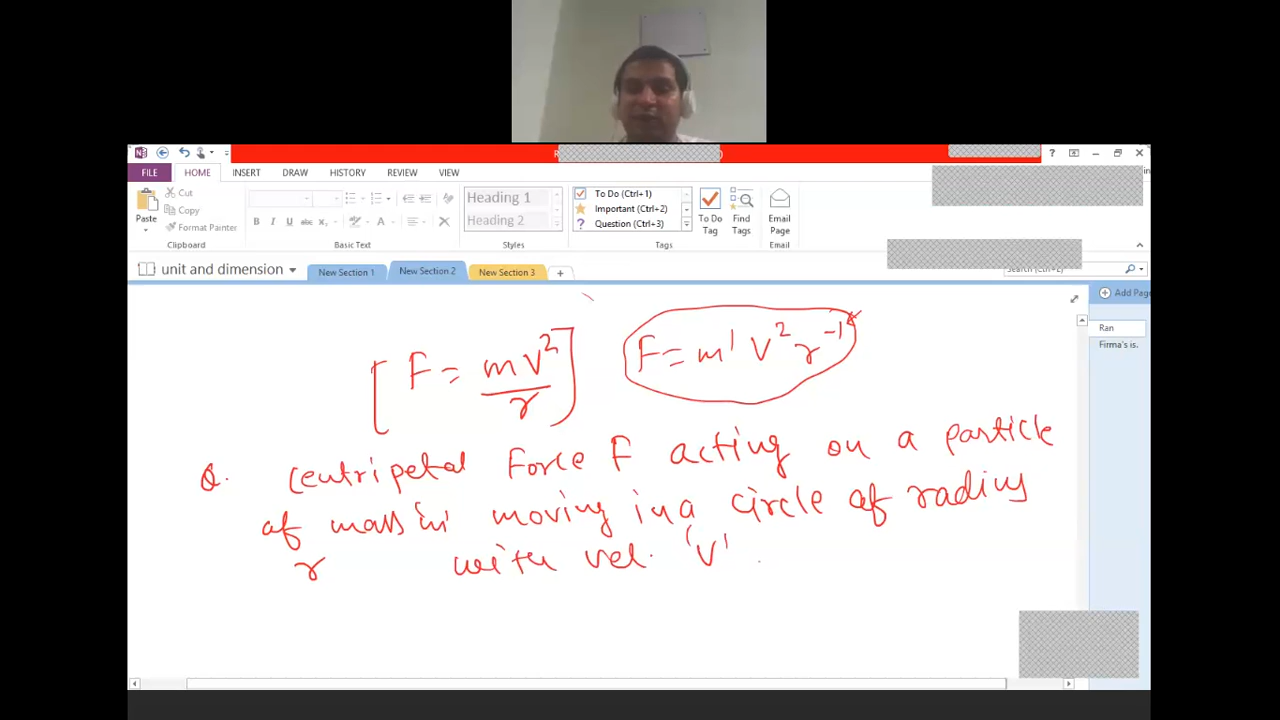 FILE HOME INSERT DRAW HISTORY REVIEW VIEW
Paste
Cut
Copy
Format Painter
Clipboard
B I U abc
Basic Text
Heading 1
Heading 2
Styles
To Do (Ctrl+1)
Important (Ctrl+2)
Question (Ctrl+3)
Tags
To Do Tag
Find Tags
Email Page
Email
unit and dimension New Section 1 New Section 2 New Section 3
Add Page
Ran
Firma's is.
[F = mv²/r] F = m¹ v² r⁻¹
Q. Centripetal Force F acting on a particle
of mass 'm' moving in a circle of radius
r with vel. 'v'